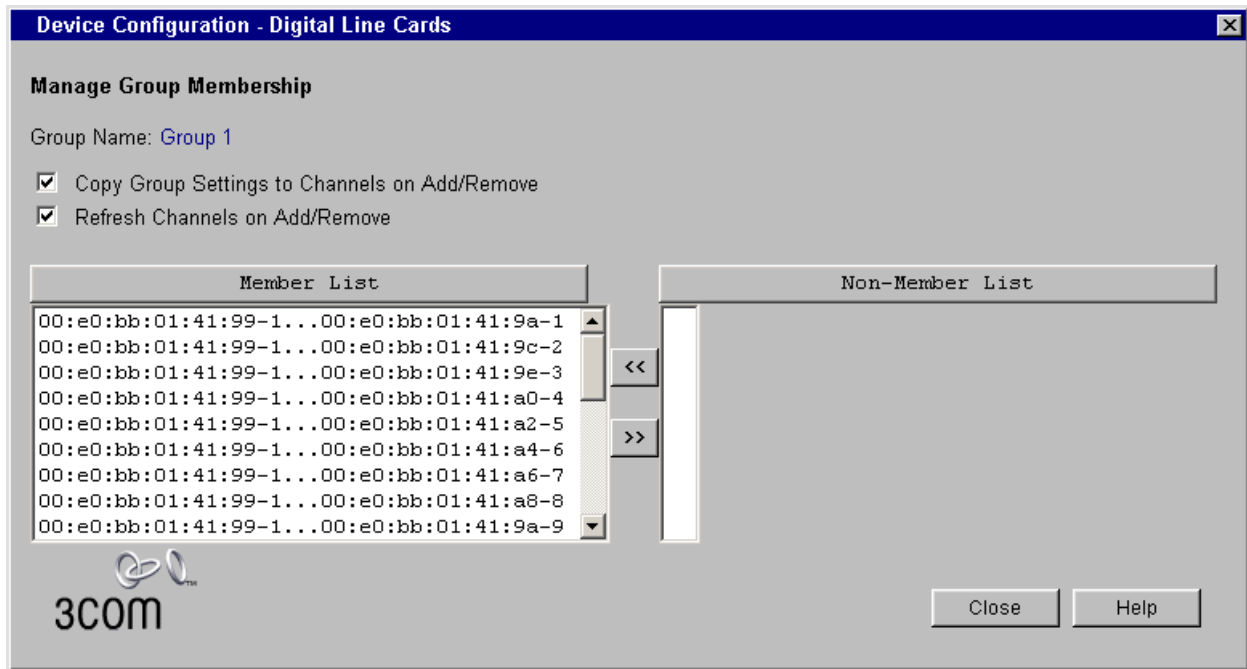 Device Configuration - Digital Line Cards
Manage Group Membership
Group Name: Group 1
Copy Group Settings to Channels on Add/Remove
Refresh Channels on Add/Remove
Member List
Non-Member List
00:e0:bb:01:41:99-1...00:e0:bb:01:41:9a-1
00:e0:bb:01:41:99-1...00:e0:bb:01:41:9c-2
00:e0:bb:01:41:99-1...00:e0:bb:01:41:9e-3
00:e0:bb:01:41:99-1...00:e0:bb:01:41:a0-4
00:e0:bb:01:41:99-1...00:e0:bb:01:41:a2-5
00:e0:bb:01:41:99-1...00:e0:bb:01:41:a4-6
00:e0:bb:01:41:99-1...00:e0:bb:01:41:a6-7
00:e0:bb:01:41:99-1...00:e0:bb:01:41:a8-8
00:e0:bb:01:41:99-1...00:e0:bb:01:41:9a-9
<<
>>
TM
3COM
Close
Help